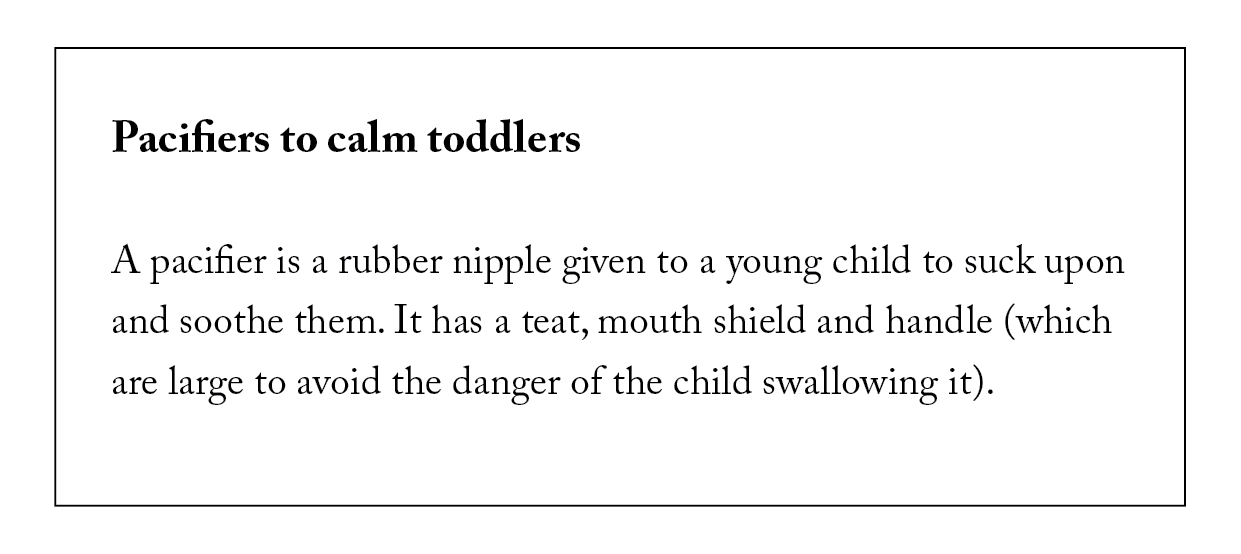 Pacifiers to calm toddlers
A pacifier is a rubber nipple given to a young child to suck upon
and soothe them. It has a teat, mouth shield and handle (which
are large to avoid the danger of the child swallowing it).